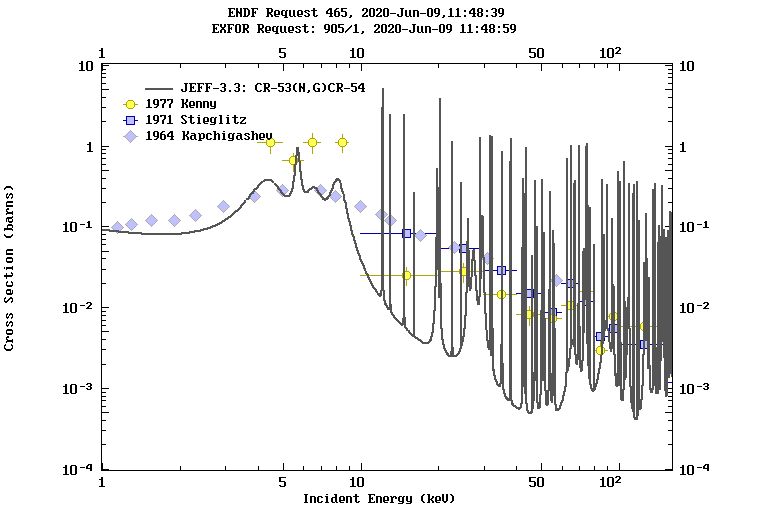 ENDF Request 465, 2020-Jun-09,11:48:39
EXFOR Request: 905/1, 2020-Jun-09 11:48:59
1 5 10 50 10²
10 10
JEFF-3.3: CR-53(N,G)CR-54
1977 Kenny
1971 Stieglitz
1964 Kapchigashev
1 1
Cross Section (barns)
10⁻¹ 10⁻¹
10⁻² 10⁻²
10⁻³ 10⁻³
10⁻⁴ 10⁻⁴
1 5 10 50 10²
Incident Energy (keV)